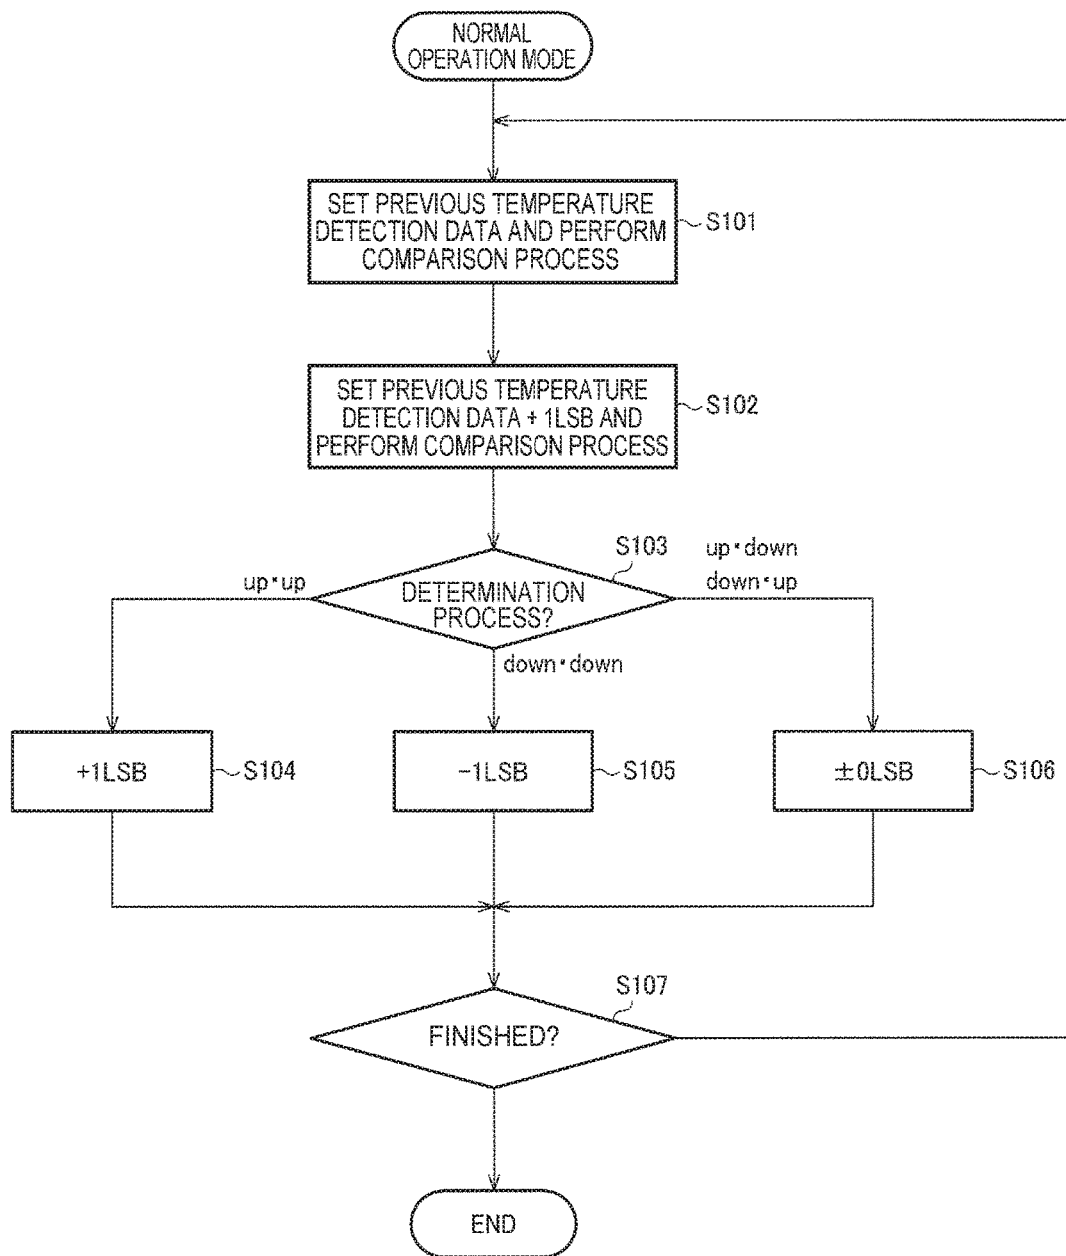 NORMAL
OPERATION MODE
SET PREVIOUS TEMPERATURE
DETECTION DATA AND PERFORM
COMPARISON PROCESS
S101
SET PREVIOUS TEMPERATURE
DETECTION DATA + 1LSB AND
PERFORM COMPARISON PROCESS
S102
S103
up・up
DETERMINATION
PROCESS?
up・down
down・up
down・down
+1LSB
S104
−1LSB
S105
±0LSB
S106
S107
FINISHED?
END